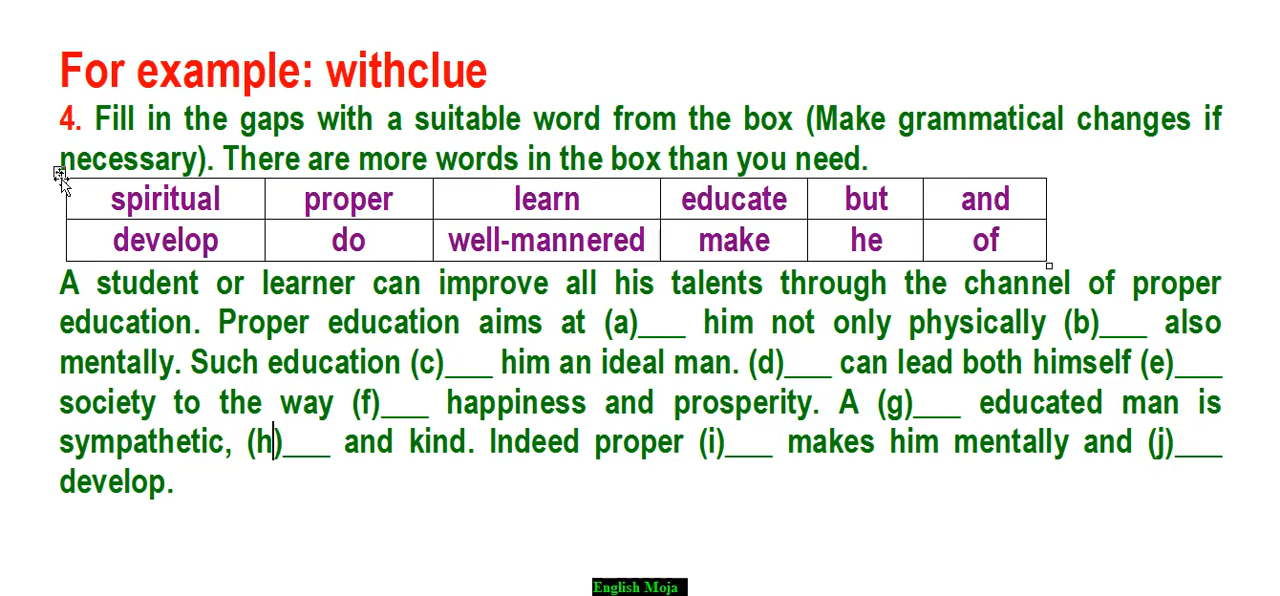 For example: withclue
4. Fill in the gaps with a suitable word from the box (Make grammatical changes if
necessary). There are more words in the box than you need.
spiritual proper learn educate but and
develop do well-mannered make he of
A student or learner can improve all his talents through the channel of proper
education. Proper education aims at (a)___ him not only physically (b)___ also
mentally. Such education (c)___ him an ideal man. (d)___ can lead both himself (e)___
society to the way (f)___ happiness and prosperity. A (g)___ educated man is
sympathetic, (h)___ and kind. Indeed proper (i)___ makes him mentally and (j)___
develop.
English Moja